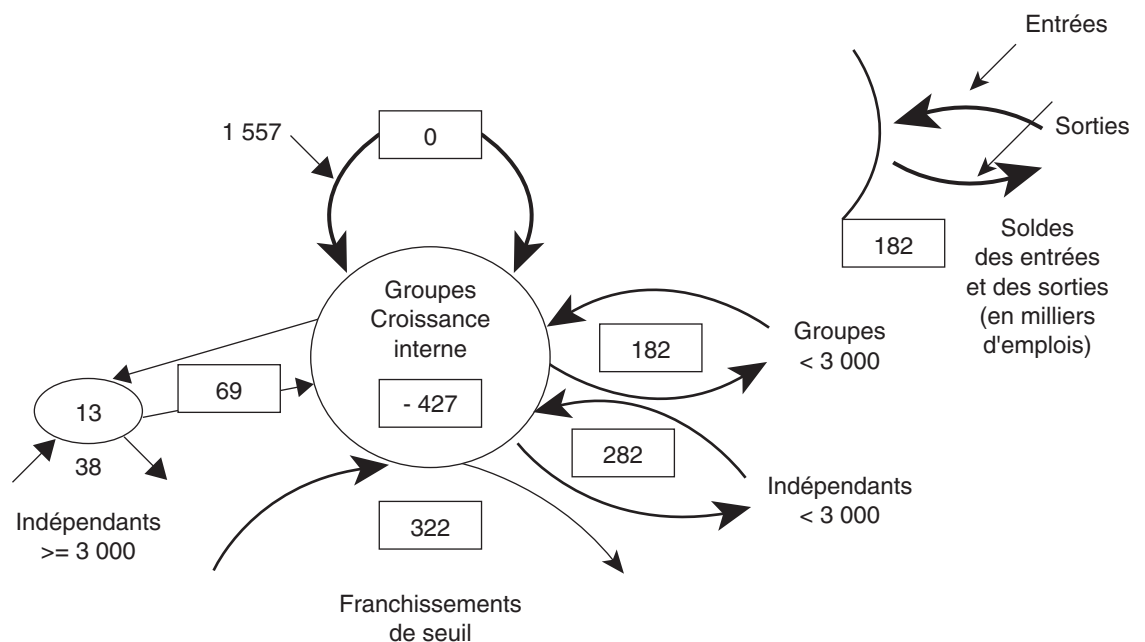 Entrées
1 557
0
Sorties
182
Soldes
des entrées
et des sorties
(en milliers
d'emplois)
Groupes
Croissance
interne
- 427
182
Groupes
< 3 000
69
13
38
282
Indépendants
< 3 000
Indépendants
>= 3 000
322
Franchissements
de seuil